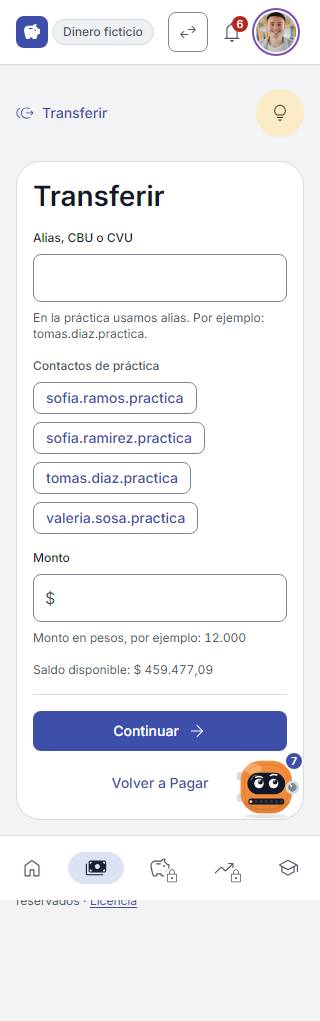 Dinero ficticio
6
Transferir
Transferir
Alias, CBU o CVU
En la práctica usamos alias. Por ejemplo:
tomas.diaz.practica.
Contactos de práctica
sofia.ramos.practica
sofia.ramirez.practica
tomas.diaz.practica
valeria.sosa.practica
Monto
$
Monto en pesos, por ejemplo: 12.000
Saldo disponible: $ 459.477,09
Continuar
7
Volver a Pagar
reservados · Licencia